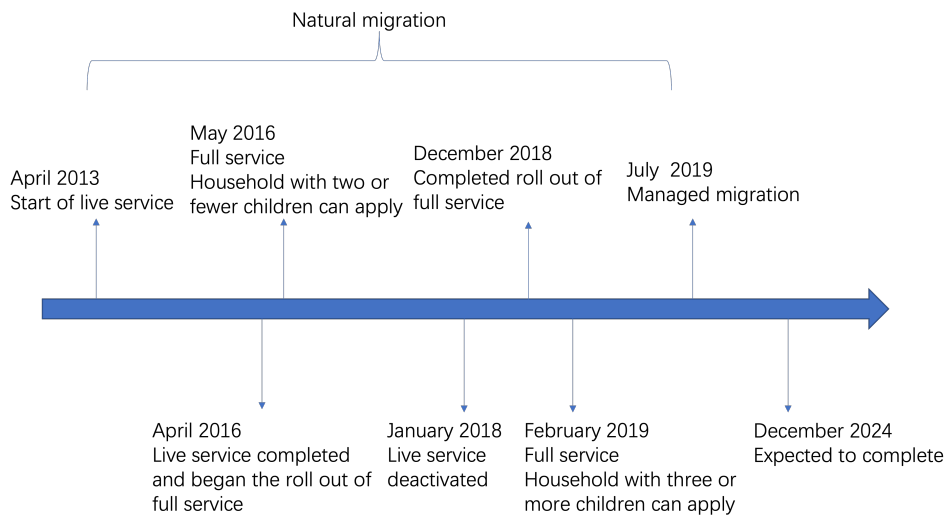 Natural migration
April 2013
Start of live service
May 2016
Full service
Household with two or
fewer children can apply
December 2018
Completed roll out of
full service
July  2019
Managed migration
April 2016
Live service completed
and began the roll out of
full service
January 2018
Live service
deactivated
February 2019
Full service
Household with three or
more children can apply
December 2024
Expected to complete